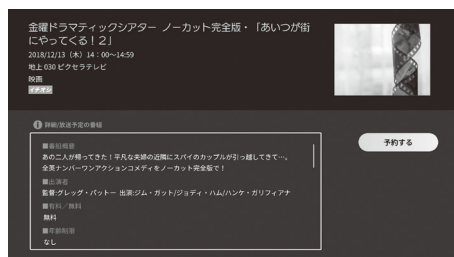 金曜ドラマティックシアター ノーカット完全版・「あいつが街
にやってくる！２」
2018/12/13（木）14：00～14:59
地上 030 ピクセラテレビ
映画
イチオシ
詳細/放送予定の番組
予約する
■番組概要
あの二人が帰ってきた！平凡な夫婦の近隣にスパイのカップルが引っ越してきて…。
全英ナンバーワンアクションコメディをノーカット完全版で！
■出演者
監督:グレッグ・パットー 出演:ジム・ガット/ジョディ・ハム/ハンケ・ガリフィアナ
■有料／無料
無料
■年齢制限
なし